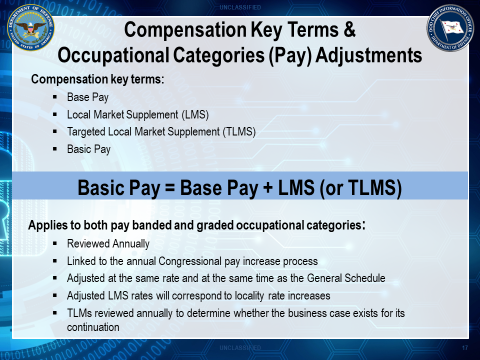 UNCLASSIFIED
Compensation Key Terms &
Occupational Categories (Pay) Adjustments
Compensation key terms:
▪ Base Pay
▪ Local Market Supplement (LMS)
▪ Targeted Local Market Supplement (TLMS)
▪ Basic Pay
Basic Pay = Base Pay + LMS (or TLMS)
Applies to both pay banded and graded occupational categories:
▪ Reviewed Annually
▪ Linked to the annual Congressional pay increase process
▪ Adjusted at the same rate and at the same time as the General Schedule
▪ Adjusted LMS rates will correspond to locality rate increases
▪ TLMs reviewed annually to determine whether the business case exists for its
continuation
UNCLASSIFIED
17